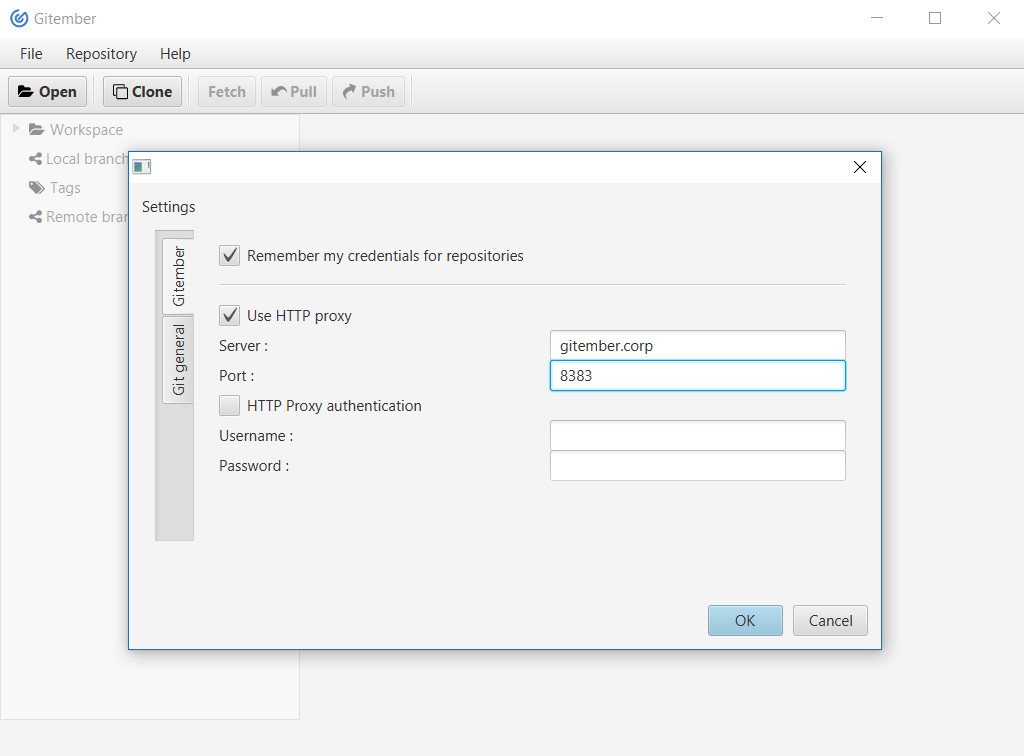 Gitember
File Repository Help
Open Clone Fetch Pull Push
Workspace
Local branch
Tags
Remote bran
Settings
Gitember
Git general
Remember my credentials for repositories
Use HTTP proxy
Server : gitember.corp
Port : 8383
HTTP Proxy authentication
Username :
Password :
OK Cancel